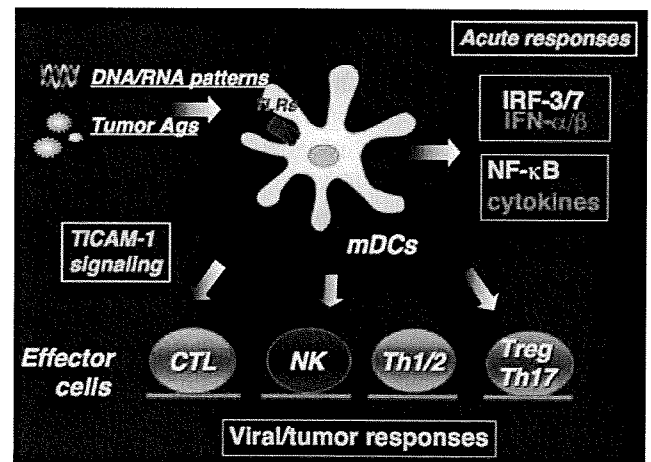 Acute responses
DNA/RNA patterns
TLRs
Tumor Ags
IRF-3/7
IFN-α/β
NF-κB
cytokines
TICAM-1
signaling
mDCs
Effector
cells
CTL
NK
Th1/2
Treg
Th17
Viral/tumor responses